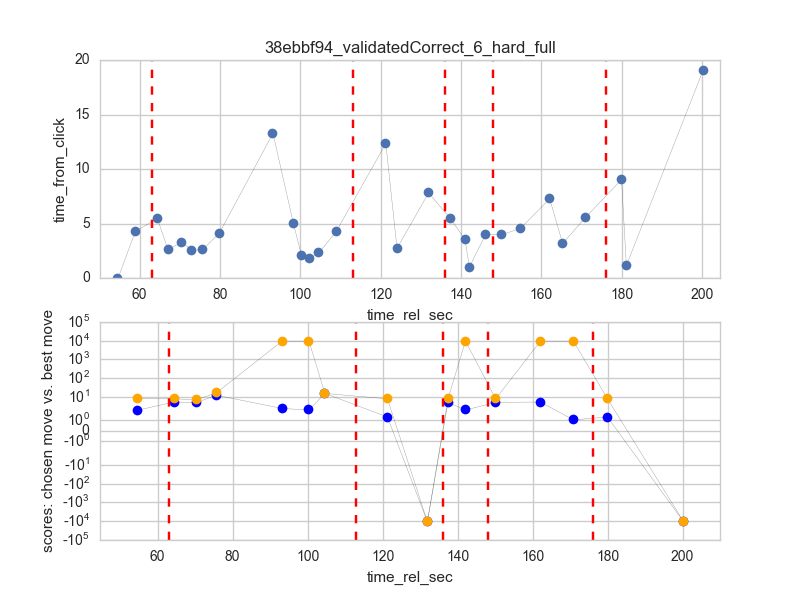 38ebbf94_validatedCorrect_6_hard_full
time_from_click
20
15
10
5
0
60 80 100 120 140 160 180 200
time_rel_sec
scores: chosen move vs. best move
10^5
10^4
10^3
10^2
10^1
10^0
0
-10^0
-10^1
-10^2
-10^3
-10^4
-10^5
60 80 100 120 140 160 180 200
time_rel_sec